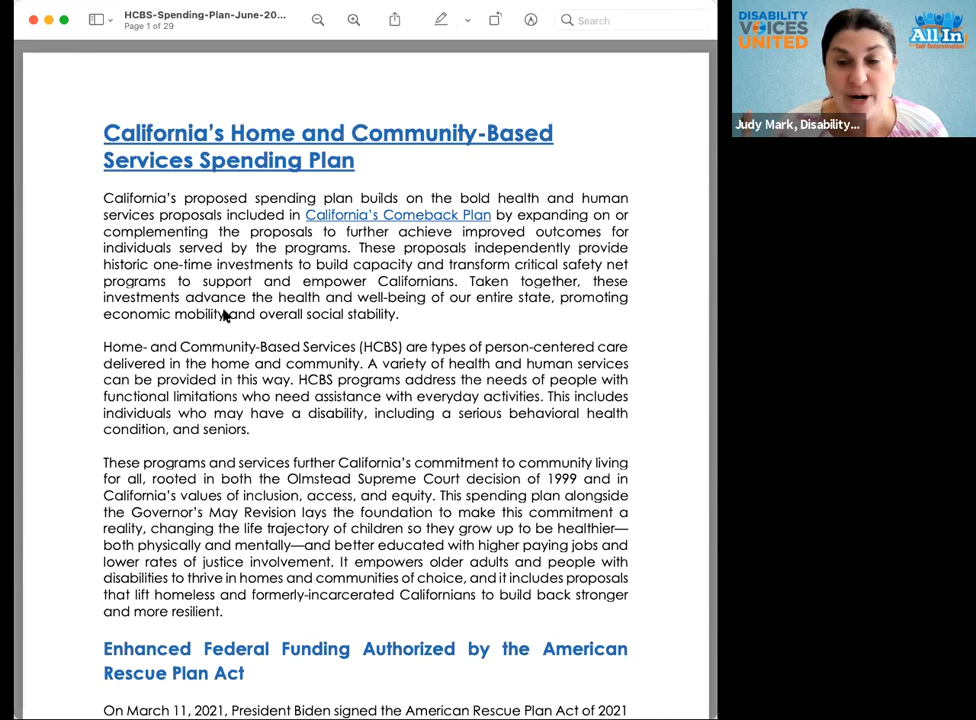 HCBS-Spending-Plan-June-20...
Page 1 of 29
Search
California's Home and Community-Based
Services Spending Plan
California's proposed spending plan builds on the bold health and human
services proposals included in California's Comeback Plan by expanding on or
complementing the proposals to further achieve improved outcomes for
individuals served by the programs. These proposals independently provide
historic one-time investments to build capacity and transform critical safety net
programs to support and empower Californians. Taken together, these
investments advance the health and well-being of our entire state, promoting
economic mobility and overall social stability.
Home- and Community-Based Services (HCBS) are types of person-centered care
delivered in the home and community. A variety of health and human services
can be provided in this way. HCBS programs address the needs of people with
functional limitations who need assistance with everyday activities. This includes
individuals who may have a disability, including a serious behavioral health
condition, and seniors.
These programs and services further California's commitment to community living
for all, rooted in both the Olmstead Supreme Court decision of 1999 and in
California's values of inclusion, access, and equity. This spending plan alongside
the Governor's May Revision lays the foundation to make this commitment a
reality, changing the life trajectory of children so they grow up to be healthier—
both physically and mentally—and better educated with higher paying jobs and
lower rates of justice involvement. It empowers older adults and people with
disabilities to thrive in homes and communities of choice, and it includes proposals
that lift homeless and formerly-incarcerated Californians to build back stronger
and more resilient.
Enhanced Federal Funding Authorized by the American
Rescue Plan Act
On March 11, 2021, President Biden signed the American Rescue Plan Act of 2021
DISABILITY
VOICES
UNITED
All In
Self-Determination
Judy Mark, Disability...